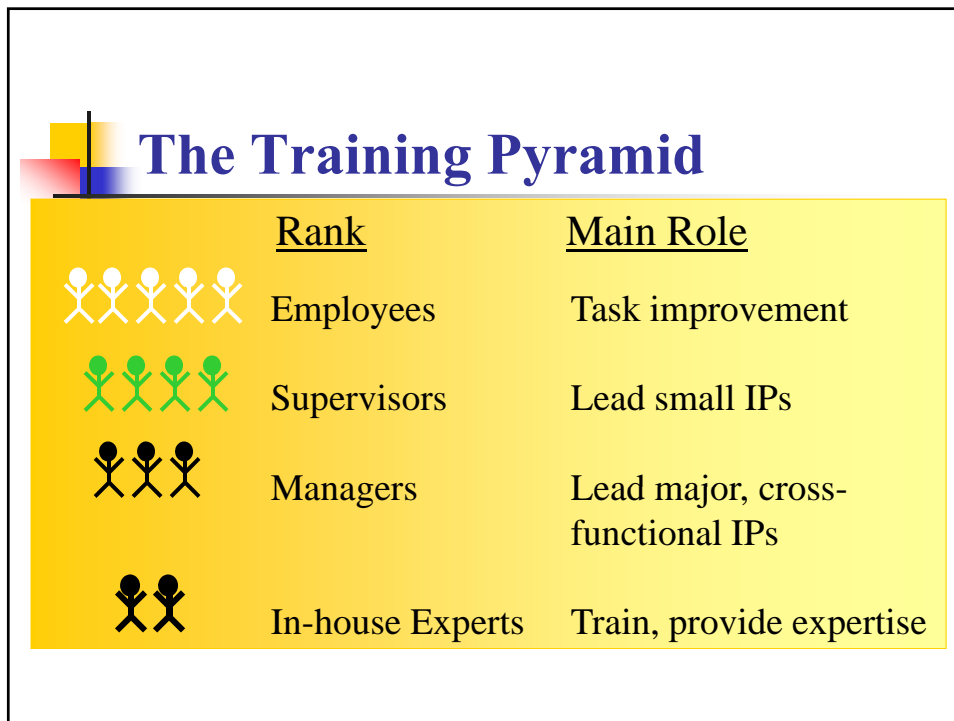 The Training Pyramid
Rank Main Role
Employees Task improvement
Supervisors Lead small IPs
Managers Lead major, cross-
functional IPs
In-house Experts Train, provide expertise